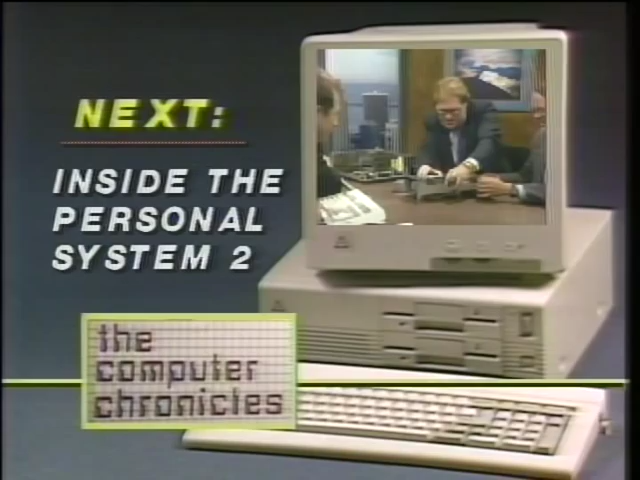 NEXT:
INSIDE THE
PERSONAL
SYSTEM 2
the
computer
chronicles